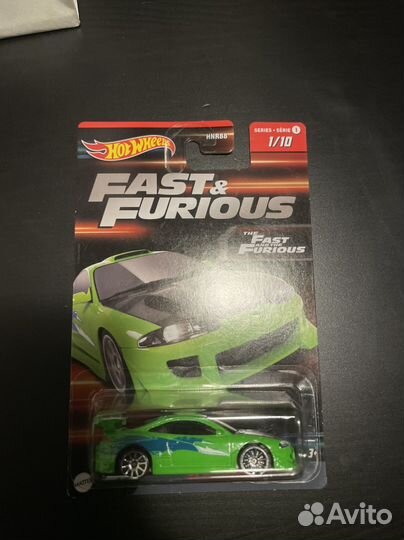 HOT WHEELS
HNR88
SERIES • SÉRIE 1
1/10
FAST &
FURIOUS
THE
FAST
AND THE
FURIOUS
MATTEL
3+
Avito